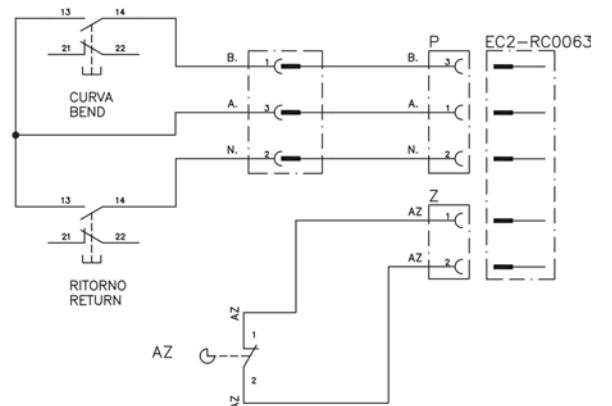 13 14
21 22
CURVA
BEND
B. 1 B. P 3 EC2-RC0063
A. 3 A. 1
N. 2 N. 2
13 14
21 22
RITORNO
RETURN
Z
AZ 1
AZ 2
AZ
1
AZ
2
AZ